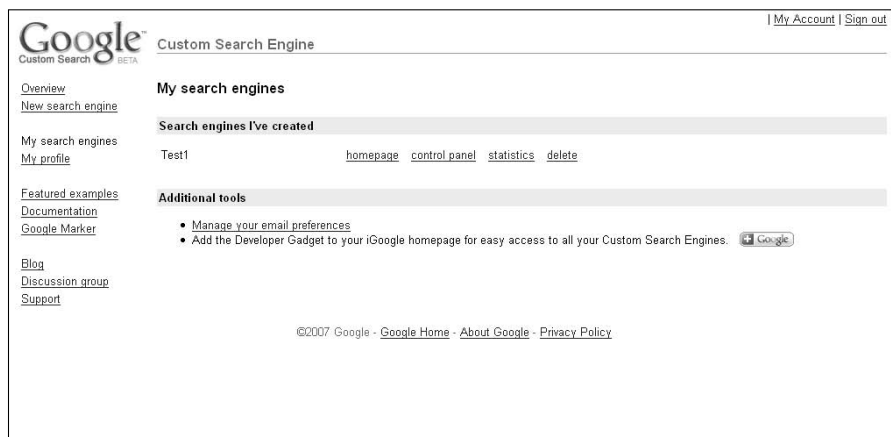 | My Account | Sign out
Google™
Custom Search BETA
Custom Search Engine
Overview
New search engine
My search engines
My profile
Featured examples
Documentation
Google Marker
Blog
Discussion group
Support
My search engines
Search engines I've created
Test1 homepage control panel statistics delete
Additional tools
• Manage your email preferences
• Add the Developer Gadget to your iGoogle homepage for easy access to all your Custom Search Engines. + Google
©2007 Google - Google Home - About Google - Privacy Policy